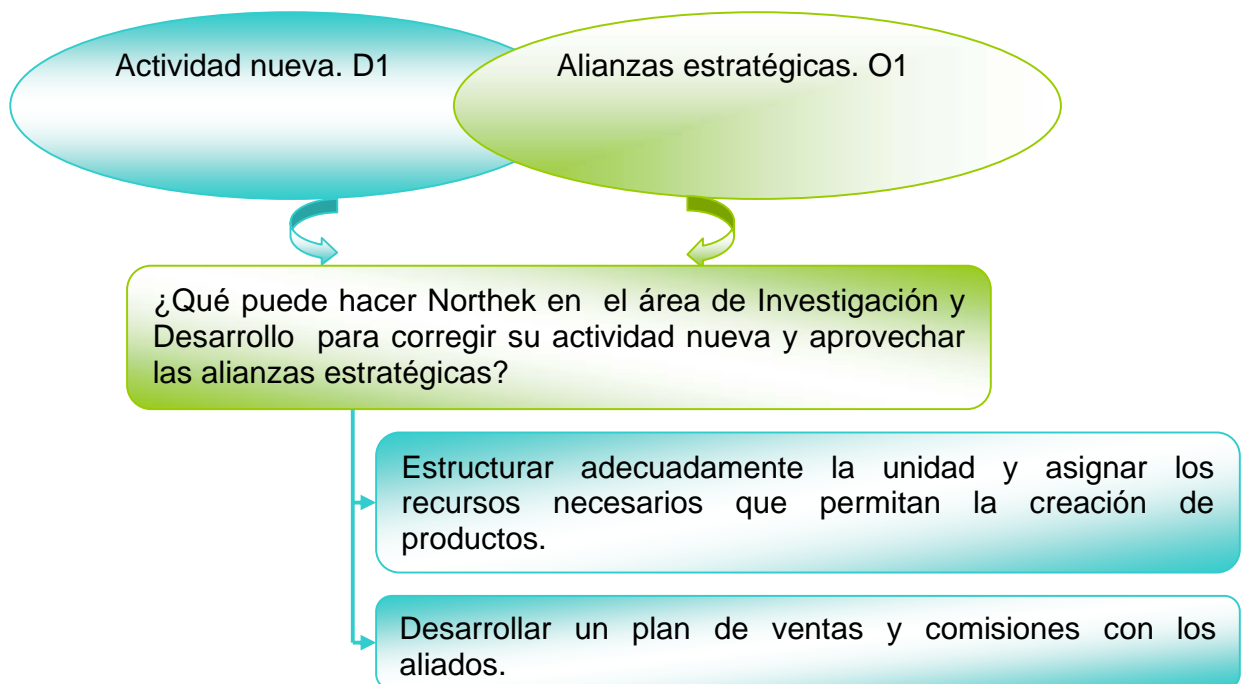 Actividad nueva. D1
Alianzas estratégicas. O1
¿Qué puede hacer Northek en el área de Investigación y
Desarrollo para corregir su actividad nueva y aprovechar
las alianzas estratégicas?
Estructurar adecuadamente la unidad y asignar los
recursos necesarios que permitan la creación de
productos.
Desarrollar un plan de ventas y comisiones con los
aliados.